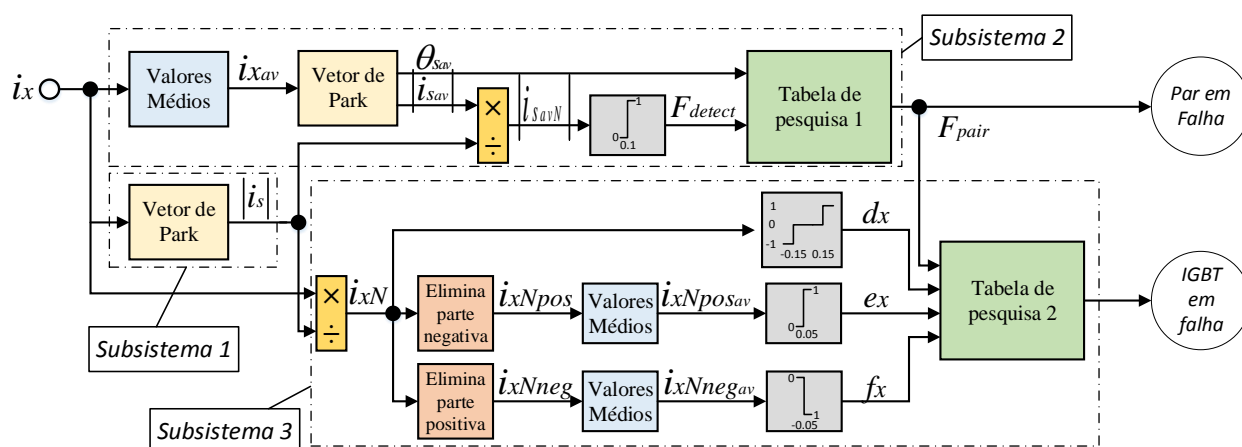 Subsistema 2
ix
Valores
Médios
ixav
Vetor de
Park
θsav
|isav|
×
÷
|isavN|
1
0
0.1
Fdetect
Tabela de
pesquisa 1
Fpair
Par em
Falha
Vetor de
Park
|is|
Subsistema 1
×
÷
ixN
1
0
-1
-0.15 0.15
dx
Elimina
parte
negativa
ixNpos
Valores
Médios
ixNposav
1
0
0.05
ex
Elimina
parte
positiva
ixNneg
Valores
Médios
ixNnegav
0
1
-0.05
fx
Tabela de
pesquisa 2
IGBT
em
falha
Subsistema 3